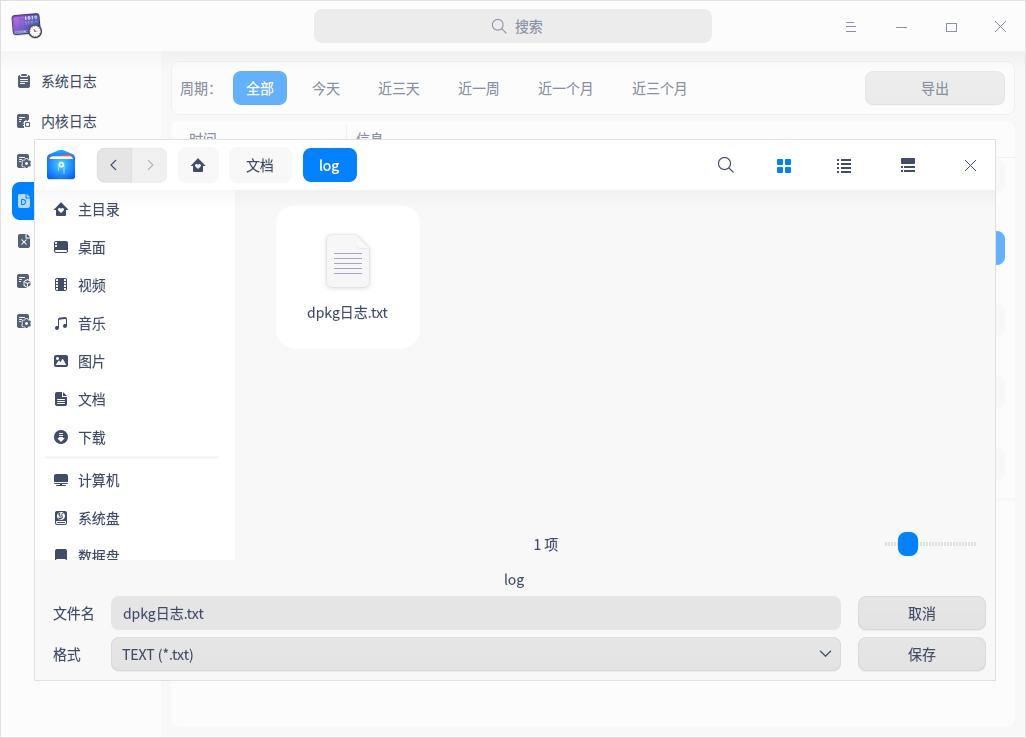 搜索
系统日志
内核日志
周期：
全部
今天
近三天
近一周
近一个月
近三个月
导出
时间
信息
文档
log
主目录
桌面
视频
音乐
图片
文档
下载
计算机
系统盘
数据盘
dpkg日志.txt
1 项
log
文件名
dpkg日志.txt
取消
格式
TEXT (*.txt)
保存